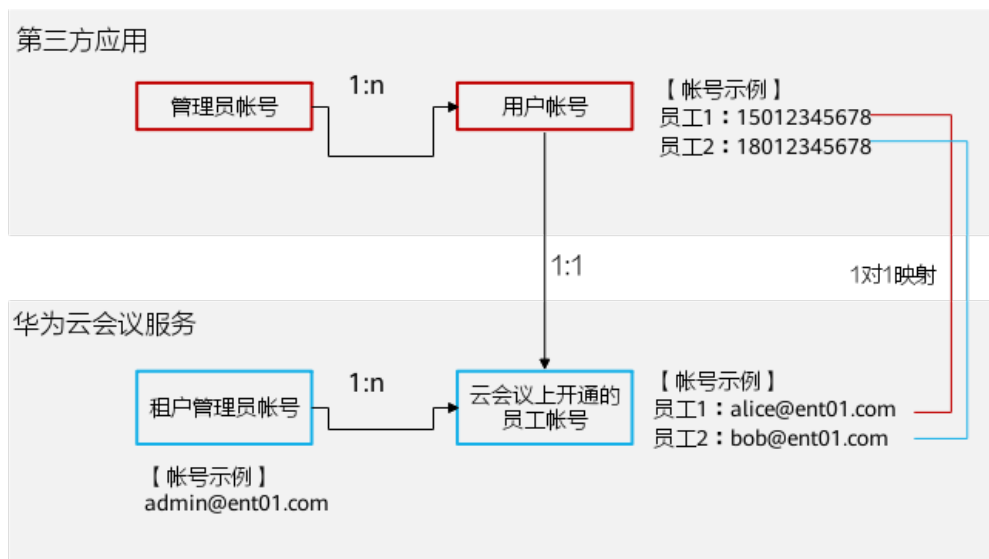 第三方应用
管理员帐号
1:n
用户帐号
【 帐号示例 】
员工1：15012345678
员工2：18012345678
1:1
1对1映射
华为云会议服务
租户管理员帐号
1:n
云会议上开通的
员工帐号
【 帐号示例 】
员工1：alice@ent01.com
员工2：bob@ent01.com
【 帐号示例 】
admin@ent01.com